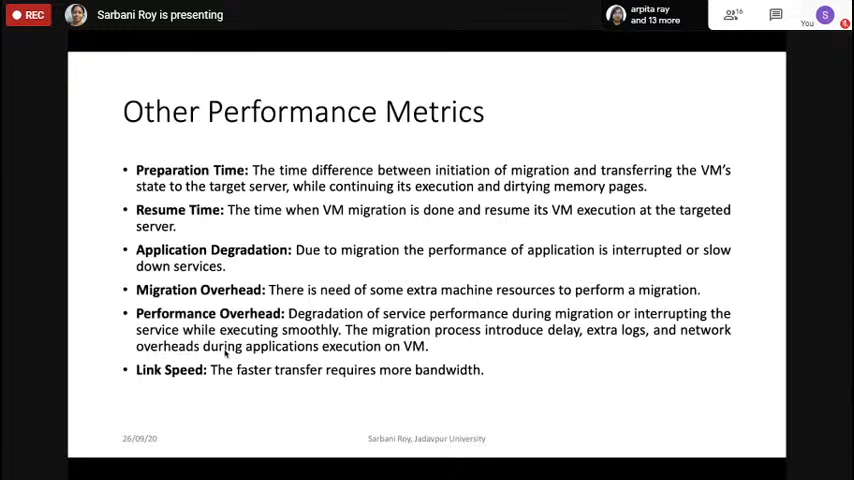 REC
Sarbani Roy is presenting
arpita ray
and 13 more
16
You
S
Other Performance Metrics
• Preparation Time: The time difference between initiation of migration and transferring the VM's
state to the target server, while continuing its execution and dirtying memory pages.
• Resume Time: The time when VM migration is done and resume its VM execution at the targeted
server.
• Application Degradation: Due to migration the performance of application is interrupted or slow
down services.
• Migration Overhead: There is need of some extra machine resources to perform a migration.
• Performance Overhead: Degradation of service performance during migration or interrupting the
service while executing smoothly. The migration process introduce delay, extra logs, and network
overheads during applications execution on VM.
• Link Speed: The faster transfer requires more bandwidth.
26/09/20
Sarbani Roy, Jadavpur University